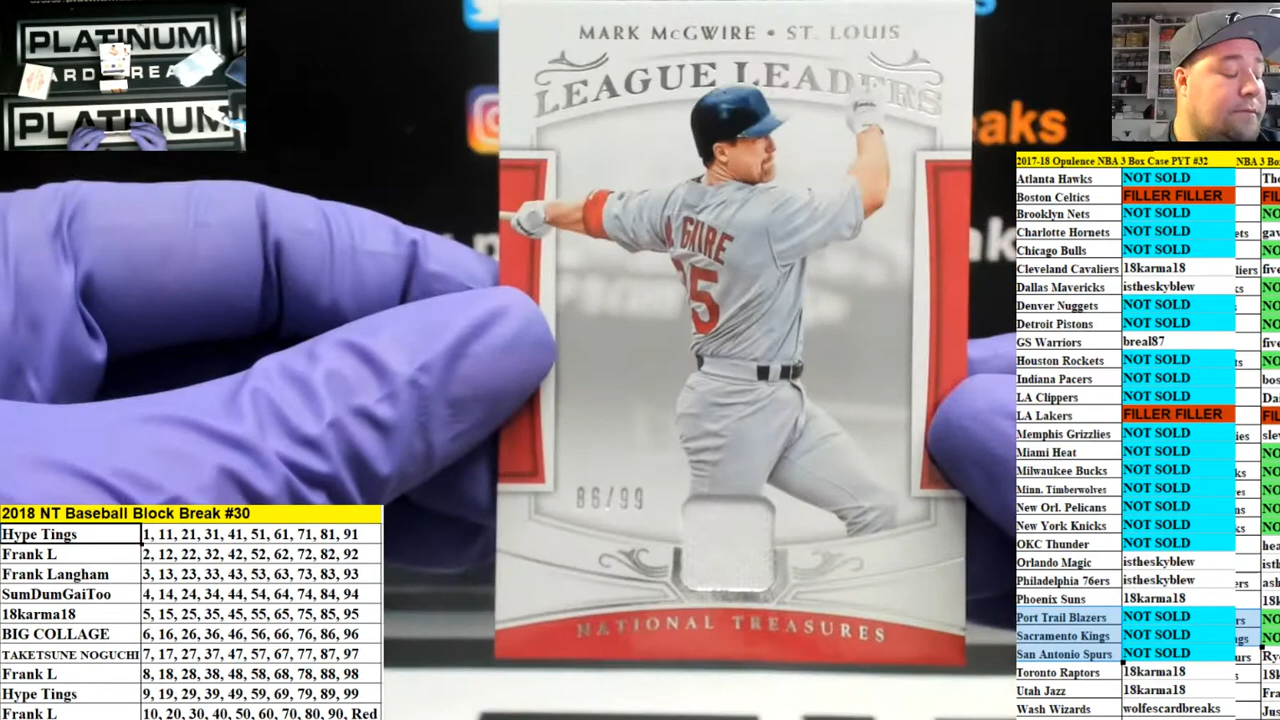 PLATINUM
ARD BREA
PLATINUM
MARK McGWIRE • ST. LOUIS
LEAGUE LEADERS
GWIRE
86/99
NATIONAL TREASURES
aks
2018 NT Baseball Block Break #30
Hype Tings 1, 11, 21, 31, 41, 51, 61, 71, 81, 91
Frank L 2, 12, 22, 32, 42, 52, 62, 72, 82, 92
Frank Langham 3, 13, 23, 33, 43, 53, 63, 73, 83, 93
SumDumGaiToo 4, 14, 24, 34, 44, 54, 64, 74, 84, 94
18karma18 5, 15, 25, 35, 45, 55, 65, 75, 85, 95
BIG COLLAGE 6, 16, 26, 36, 46, 56, 66, 76, 86, 96
TAKETSUNE NOGUCHI 7, 17, 27, 37, 47, 57, 67, 77, 87, 97
Frank L 8, 18, 28, 38, 48, 58, 68, 78, 88, 98
Hype Tings 9, 19, 29, 39, 49, 59, 69, 79, 89, 99
Frank L 10, 20, 30, 40, 50, 60, 70, 80, 90, Red
2017-18 Opulence NBA 3 Box Case PYT #32 NBA 3 Bo
Atlanta Hawks NOT SOLD
Boston Celtics FILLER FILLER
Brooklyn Nets NOT SOLD
Charlotte Hornets NOT SOLD
Chicago Bulls NOT SOLD
Cleveland Cavaliers 18karma18
Dallas Mavericks istheskyblew
Denver Nuggets NOT SOLD
Detroit Pistons NOT SOLD
GS Warriors breal87
Houston Rockets NOT SOLD
Indiana Pacers NOT SOLD
LA Clippers NOT SOLD
LA Lakers FILLER FILLER
Memphis Grizzlies NOT SOLD
Miami Heat NOT SOLD
Milwaukee Bucks NOT SOLD
Minn. Timberwolves NOT SOLD
New Orl. Pelicans NOT SOLD
New York Knicks NOT SOLD
OKC Thunder NOT SOLD
Orlando Magic istheskyblew
Philadelphia 76ers istheskyblew
Phoenix Suns 18karma18
Port Trail Blazers NOT SOLD
Sacramento Kings NOT SOLD
San Antonio Spurs NOT SOLD
Toronto Raptors 18karma18
Utah Jazz 18karma18
Wash Wizards wolfescardbreaks